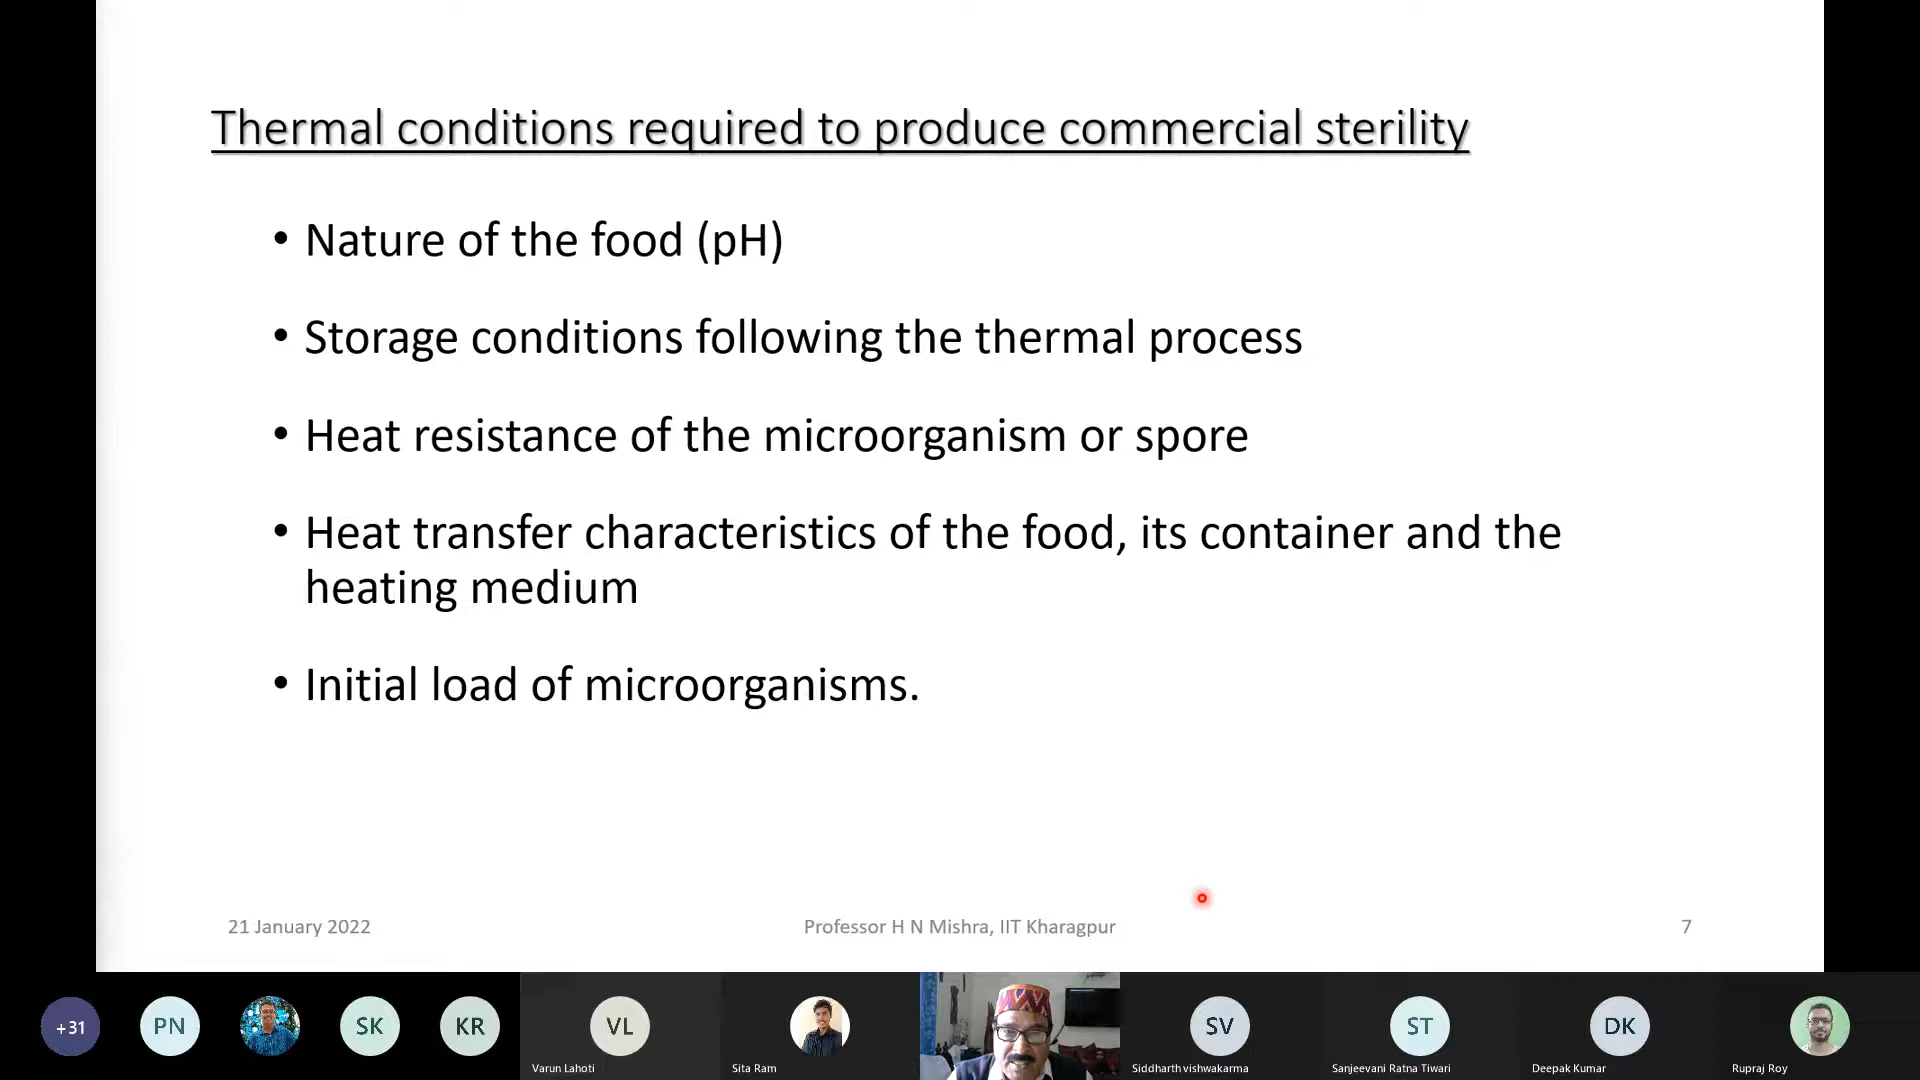 Thermal conditions required to produce commercial sterility
• Nature of the food (pH)
• Storage conditions following the thermal process
• Heat resistance of the microorganism or spore
• Heat transfer characteristics of the food, its container and the
heating medium
• Initial load of microorganisms.
21 January 2022
Professor H N Mishra, IIT Kharagpur
7
+31
PN
SK
KR
VL
Varun Lahoti
Sita Ram
SV
Siddharth vishwakarma
ST
Sanjeevani Ratna Tiwari
DK
Deepak Kumar
Rupraj Roy